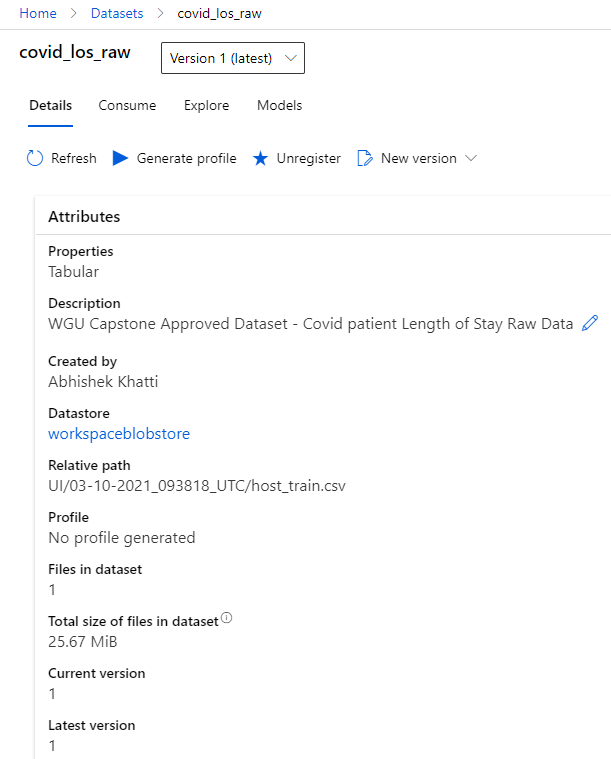 Home > Datasets > covid_los_raw
covid_los_raw
Version 1 (latest)
Details Consume Explore Models
Refresh Generate profile Unregister New version
Attributes
Properties
Tabular
Description
WGU Capstone Approved Dataset - Covid patient Length of Stay Raw Data
Created by
Abhishek Khatti
Datastore
workspaceblobstore
Relative path
UI/03-10-2021_093818_UTC/host_train.csv
Profile
No profile generated
Files in dataset
1
Total size of files in dataset
25.67 MiB
Current version
1
Latest version
1